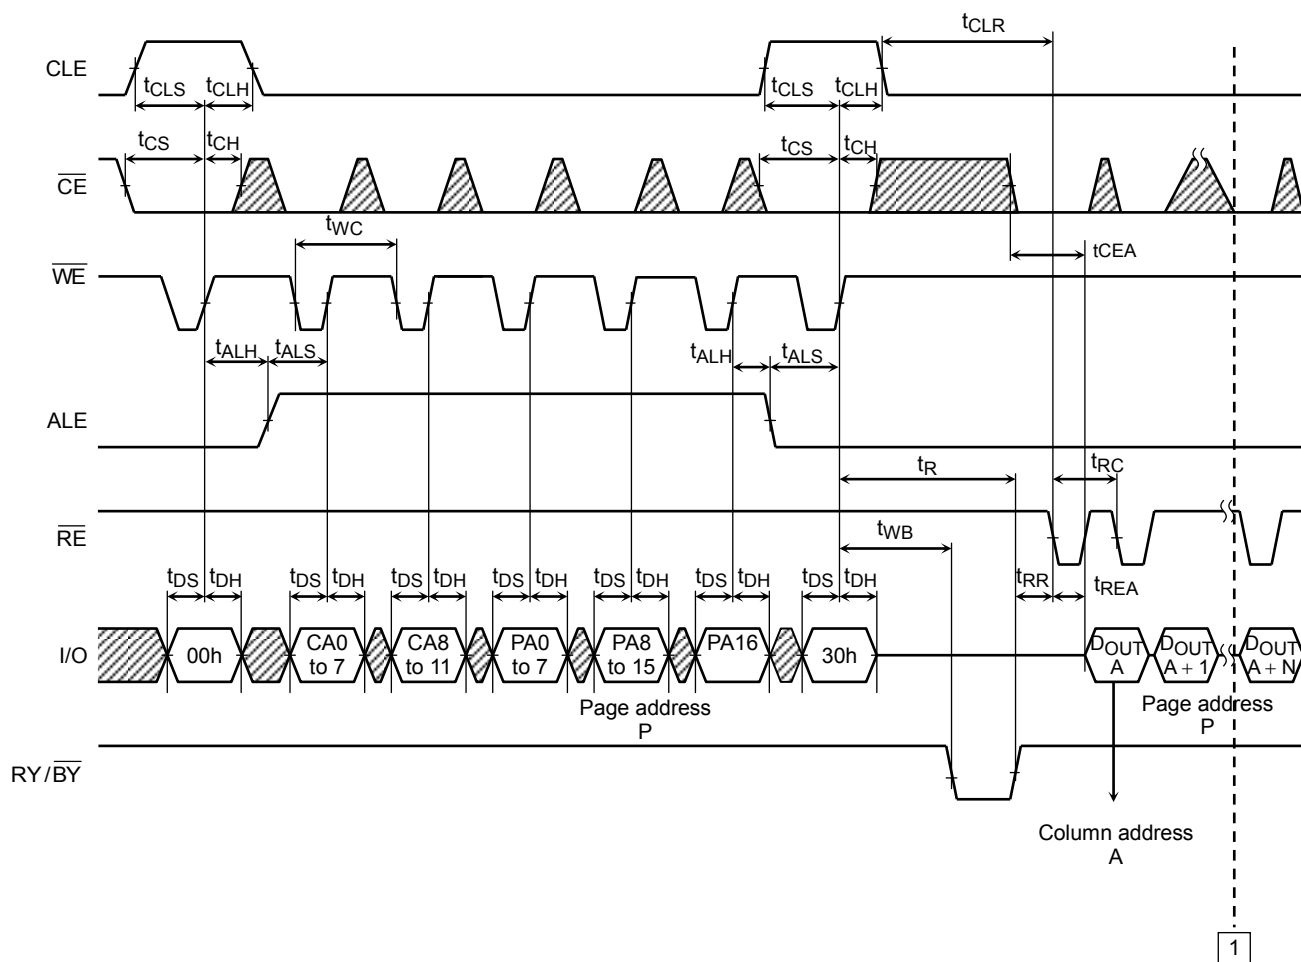 tCLR
CLE
tCLS tCLH tCLS tCLH
tCS tCH tCS tCH
CE
tWC
tCEA
WE
tALH tALS tALH tALS
ALE
tR tRC
RE
tWB
tDS tDH tDS tDH tDS tDH tDS tDH tDS tDH tDS tDH tDS tDH tRR tREA
I/O
00h
CA0
to 7
CA8
to 11
PA0
to 7
PA8
to 15
PA16
30h
DOUT
A
DOUT
A + 1
DOUT
A + N
Page address
P
Page address
P
RY/BY
Column address
A
1